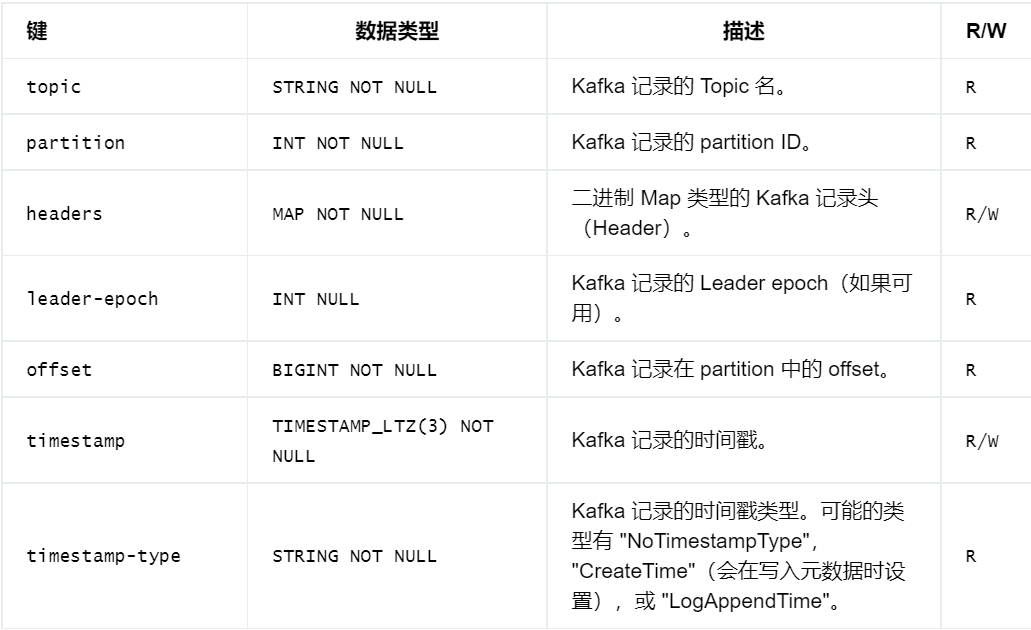 键 数据类型 描述 R/W
topic STRING NOT NULL Kafka 记录的 Topic 名。 R
partition INT NOT NULL Kafka 记录的 partition ID。 R
headers MAP NOT NULL 二进制 Map 类型的 Kafka 记录头
（Header）。 R/W
leader-epoch INT NULL Kafka 记录的 Leader epoch（如果可
用）。 R
offset BIGINT NOT NULL Kafka 记录在 partition 中的 offset。 R
timestamp TIMESTAMP_LTZ(3) NOT
NULL Kafka 记录的时间戳。 R/W
timestamp-type STRING NOT NULL Kafka 记录的时间戳类型。可能的类
型有 "NoTimestampType"，
"CreateTime"（会在写入元数据时设
置），或 "LogAppendTime"。 R